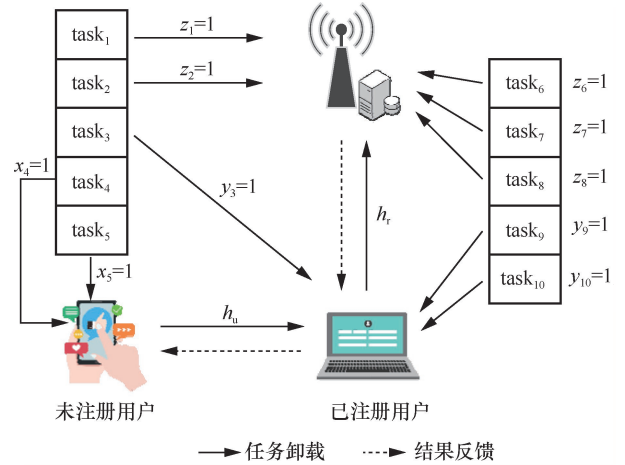 task₁
z₁=1
task₂
z₂=1
task₃
y₃=1
x₄=1
task₄
task₅
x₅=1
task₆
z₆=1
task₇
z₇=1
task₈
z₈=1
task₉
y₉=1
task₁₀
y₁₀=1
hᵣ
hᵤ
未注册用户
已注册用户
任务卸载
结果反馈